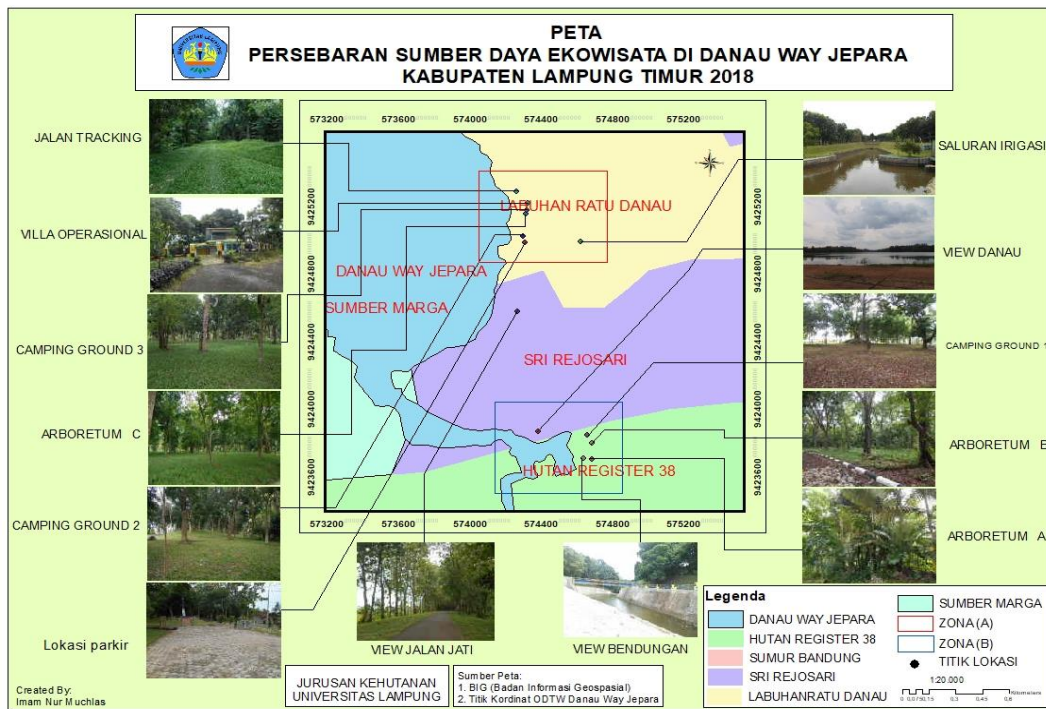 PETA
PERSEBARAN SUMBER DAYA EKOWISATA DI DANAU WAY JEPARA
KABUPATEN LAMPUNG TIMUR 2018
JALAN TRACKING
VILLA OPERASIONAL
CAMPING GROUND 3
ARBORETUM C
CAMPING GROUND 2
Lokasi parkir
573200 573600 574000 574400 574800 575200
9425200
9424800
9424400
9424000
9423600
LABUHAN RATU DANAU
DANAU WAY JEPARA
SUMBER MARGA
SRI REJOSARI
HUTAN REGISTER 38
9425200
9424800
9424400
9424000
9423600
573200 573600 574000 574400 574800 575200
SALURAN IRIGASI
VIEW DANAU
CAMPING GROUND 1
ARBORETUM B
ARBORETUM A
VIEW JALAN JATI
VIEW BENDUNGAN
Legenda
DANAU WAY JEPARA
HUTAN REGISTER 38
SUMUR BANDUNG
SRI REJOSARI
LABUHANRATU DANAU
SUMBER MARGA
ZONA (A)
ZONA (B)
TITIK LOKASI
1:20.000
Kilometers
JURUSAN KEHUTANAN
UNIVERSITAS LAMPUNG
Sumber Peta:
1. BIG (Badan Informasi Geospasial)
2. Titik Kordinat ODTW Danau Way Jepara
Created By:
Imam Nur Muchlas